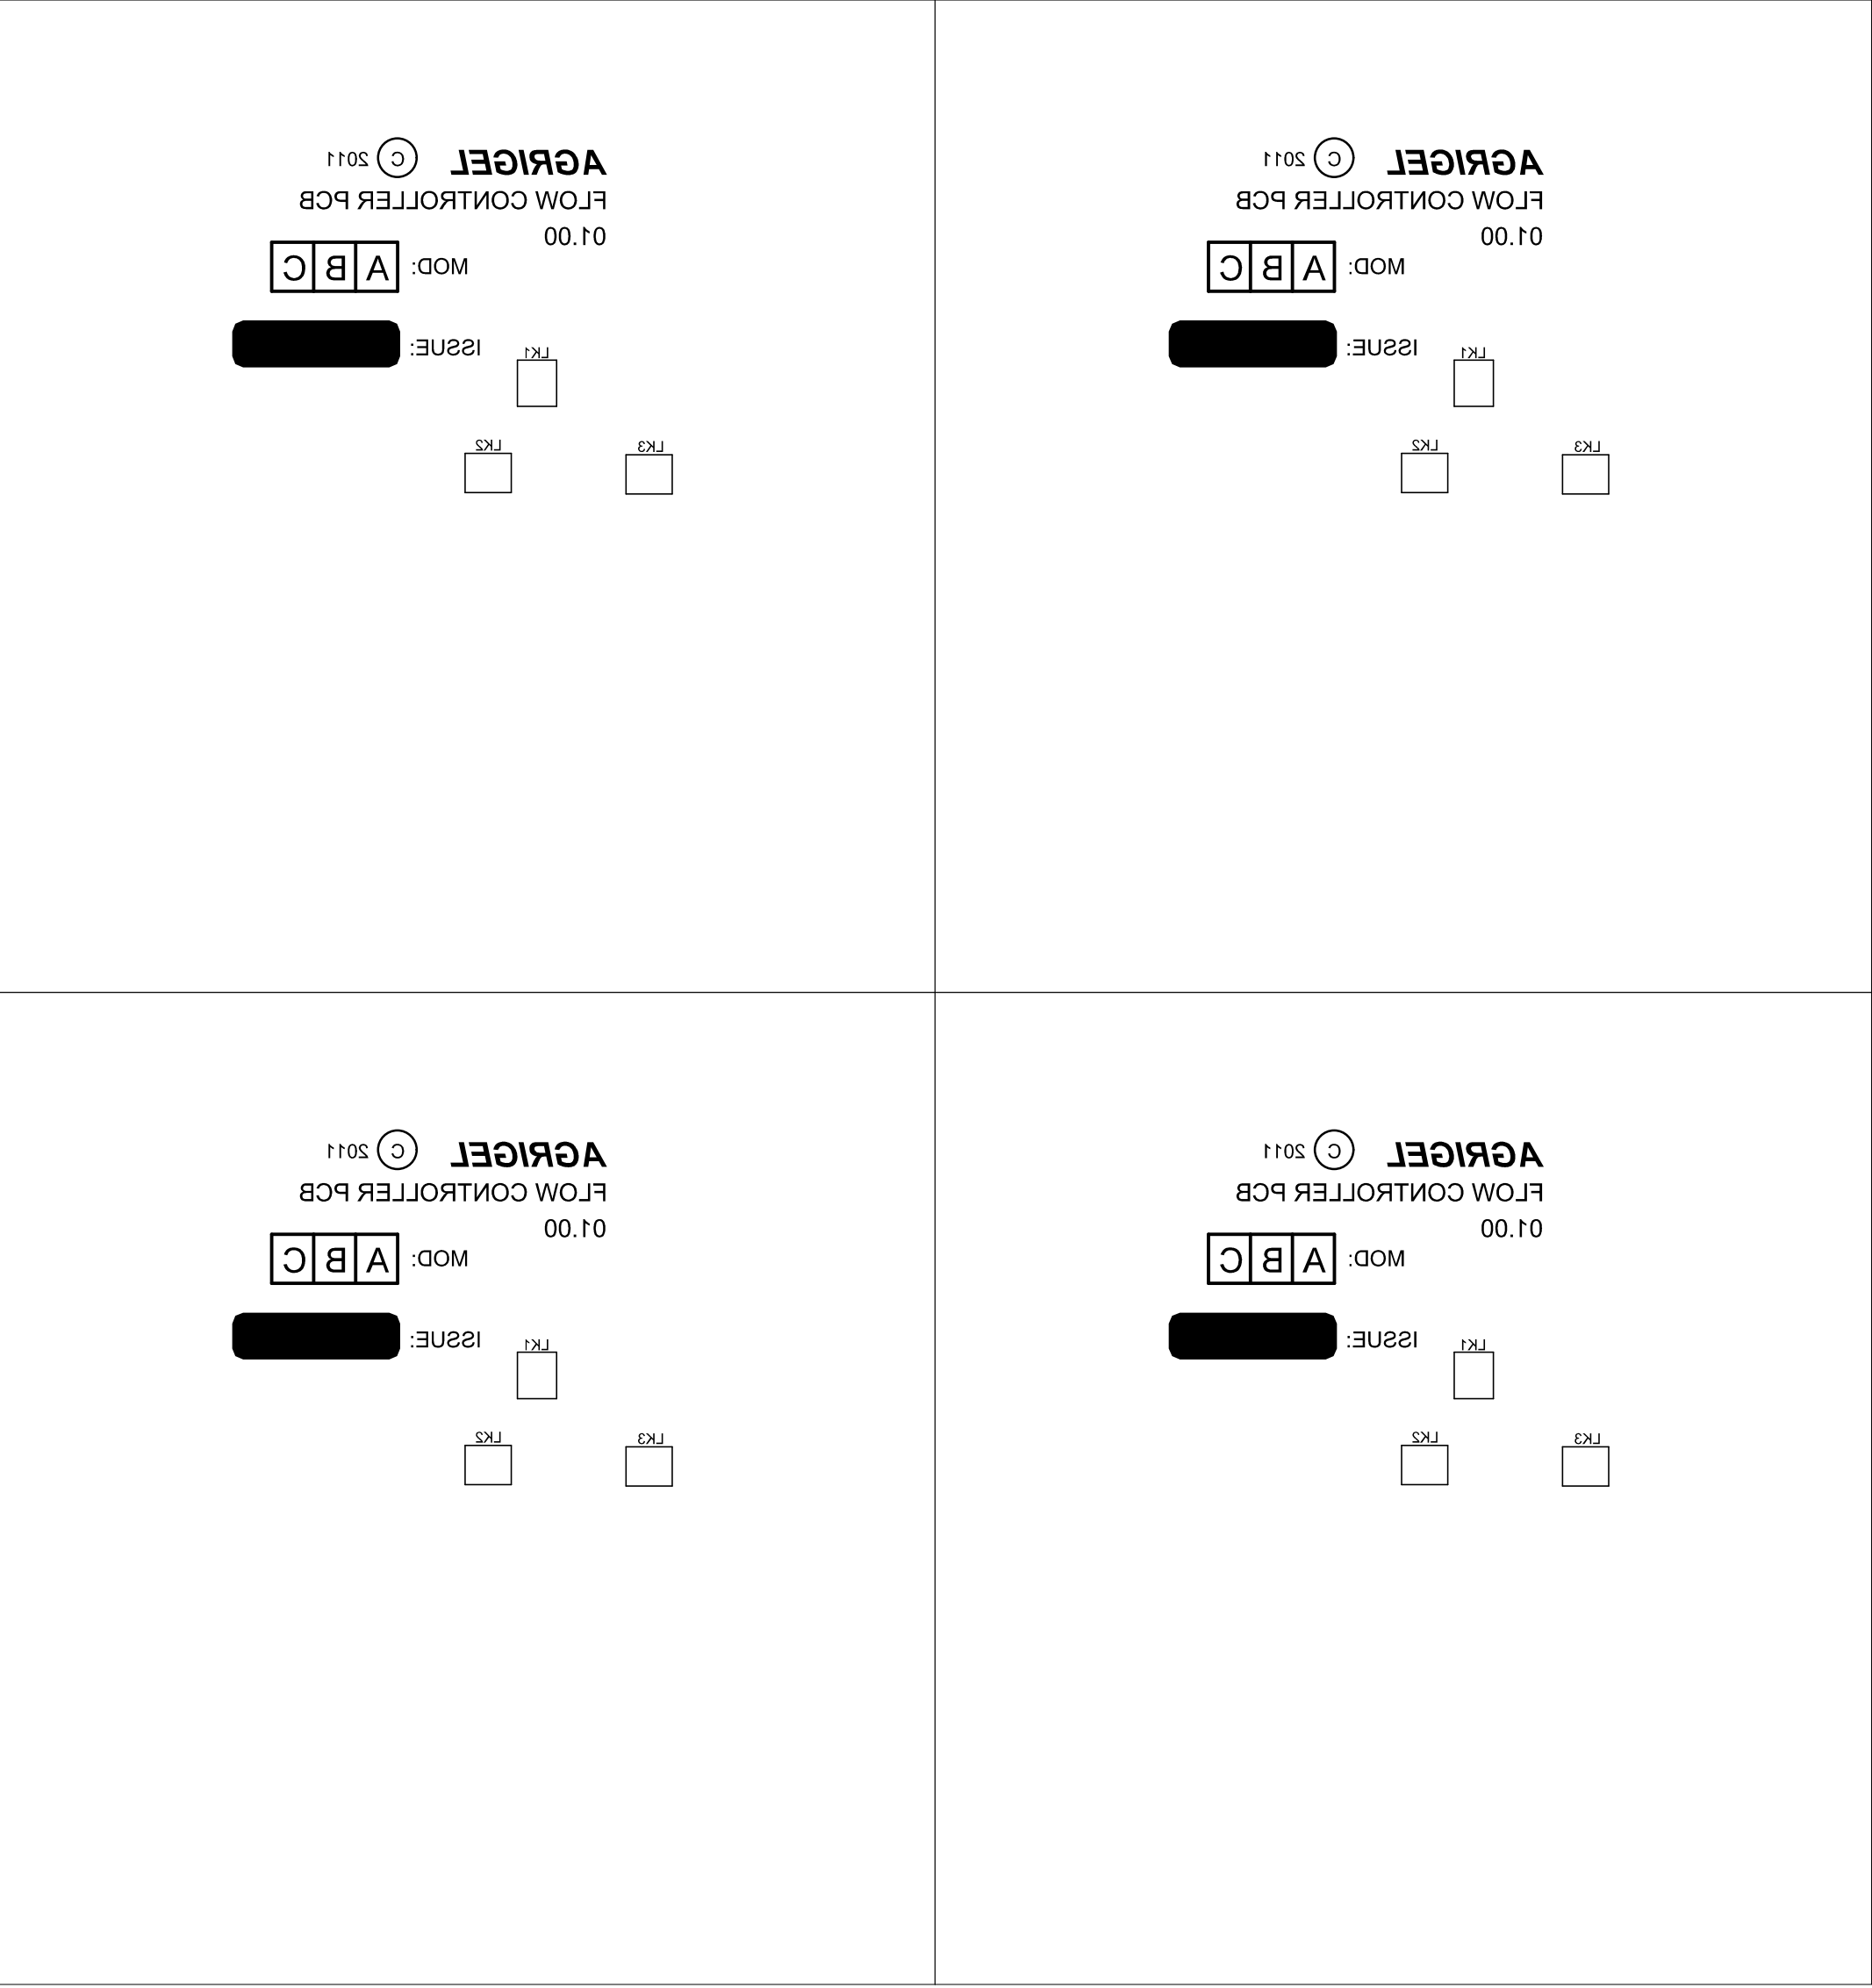 AGRIGEL C 2011
FLOW CONTROLLER PCB
01.00
MOD: A B C
ISSUE:
LK1
LK2
LK3
AGRIGEL C 2011
FLOW CONTROLLER PCB
01.00
MOD: A B C
ISSUE:
LK1
LK2
LK3
AGRIGEL C 2011
FLOW CONTROLLER PCB
01.00
MOD: A B C
ISSUE:
LK1
LK2
LK3
AGRIGEL C 2011
FLOW CONTROLLER PCB
01.00
MOD: A B C
ISSUE:
LK1
LK2
LK3